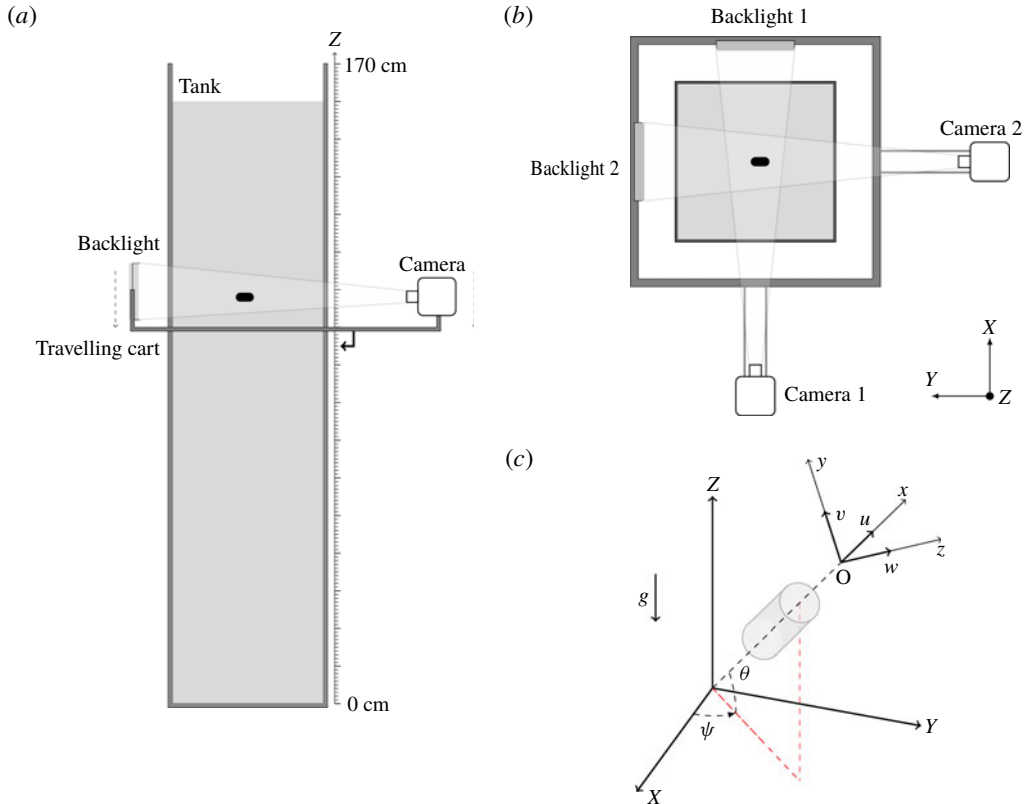 (a)
Z
170 cm
Tank
Backlight
Camera
Travelling cart
0 cm
(b)
Backlight 1
Camera 2
Backlight 2
Camera 1
X
Y
Z
(c)
Z
y
x
v
u
z
w
O
g
θ
ψ
Y
X